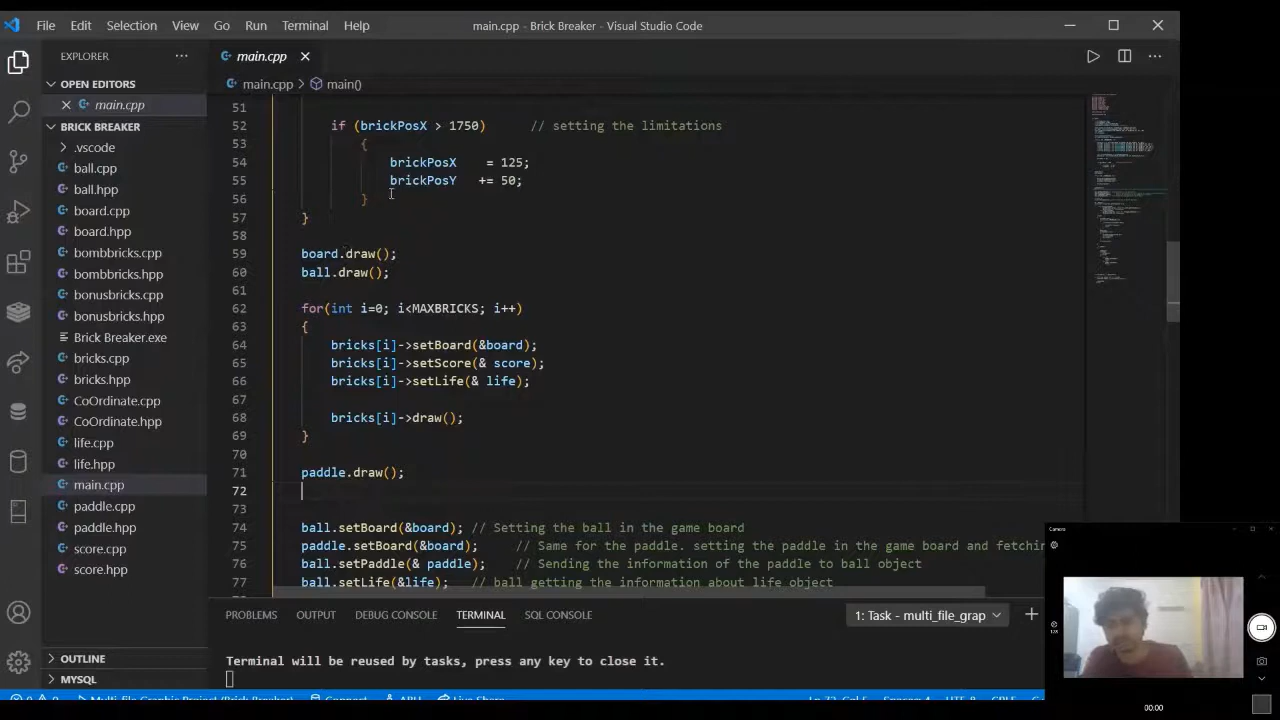 File Edit Selection View Go Run Terminal Help
main.cpp - Brick Breaker - Visual Studio Code
EXPLORER
OPEN EDITORS
main.cpp
BRICK BREAKER
.vscode
ball.cpp
ball.hpp
board.cpp
board.hpp
bombbricks.cpp
bombbricks.hpp
bonusbricks.cpp
bonusbricks.hpp
Brick Breaker.exe
bricks.cpp
bricks.hpp
CoOrdinate.cpp
CoOrdinate.hpp
life.cpp
life.hpp
main.cpp
paddle.cpp
paddle.hpp
score.cpp
score.hpp
OUTLINE
MYSQL
main.cpp
main.cpp > main()
51
52 if (brickPosX > 1750) // setting the limitations
53 {
54 brickPosX = 125;
55 brickPosY += 50;
56 }
57 }
58
59 board.draw();
60 ball.draw();
61
62 for(int i=0; i<MAXBRICKS; i++)
63 {
64 bricks[i]->setBoard(&board);
65 bricks[i]->setScore(& score);
66 bricks[i]->setLife(& life);
67
68 bricks[i]->draw();
69 }
70
71 paddle.draw();
72
73
74 ball.setBoard(&board); // Setting the ball in the game board
75 paddle.setBoard(&board); // Same for the paddle. setting the paddle in the game board and fetching
76 ball.setPaddle(& paddle); // Sending the information of the paddle to ball object
77 ball.setLife(&life); // ball getting the information about life object
PROBLEMS OUTPUT DEBUG CONSOLE TERMINAL SQL CONSOLE
1: Task - multi_file_grap
Terminal will be reused by tasks, press any key to close it.
Camera
00:00